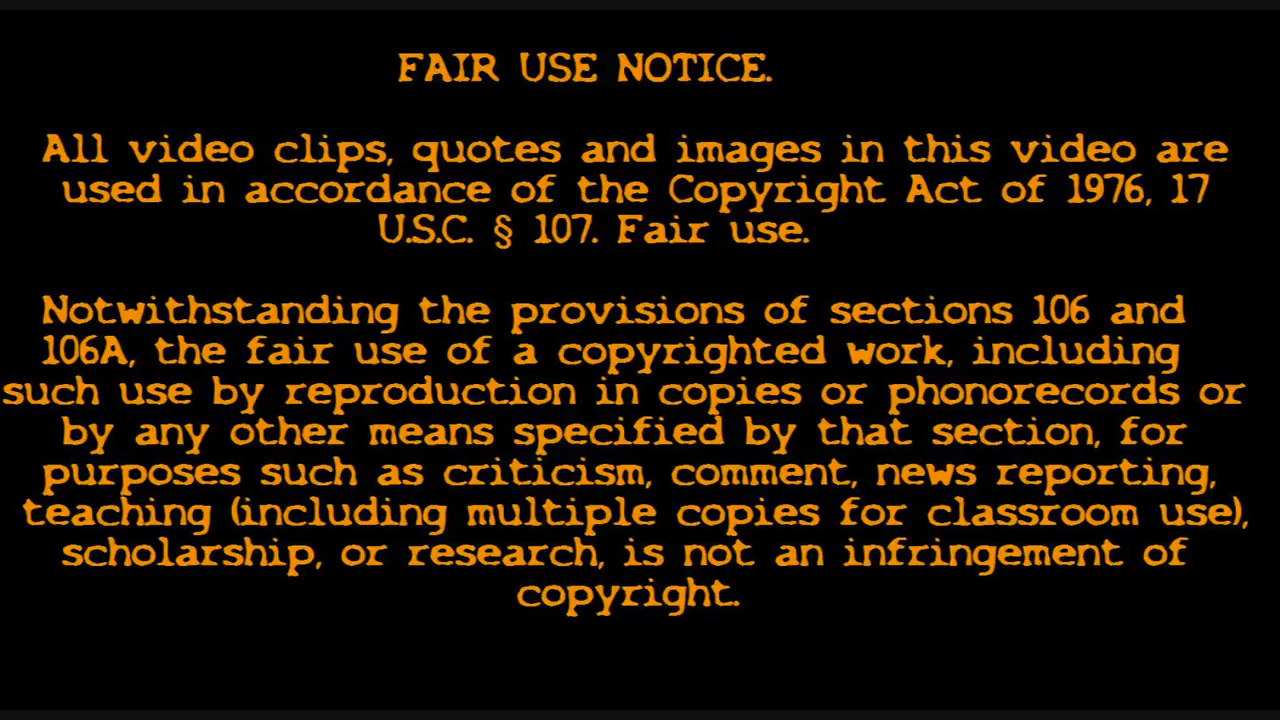 FAIR USE NOTICE.
All video clips, quotes and images in this video are
used in accordance of the Copyright Act of 1976, 17
U.S.C. § 107. Fair use.
Notwithstanding the provisions of sections 106 and
106A, the fair use of a copyrighted work, including
such use by reproduction in copies or phonorecords or
by any other means specified by that section, for
purposes such as criticism, comment, news reporting,
teaching (including multiple copies for classroom use),
scholarship, or research, is not an infringement of
copyright.